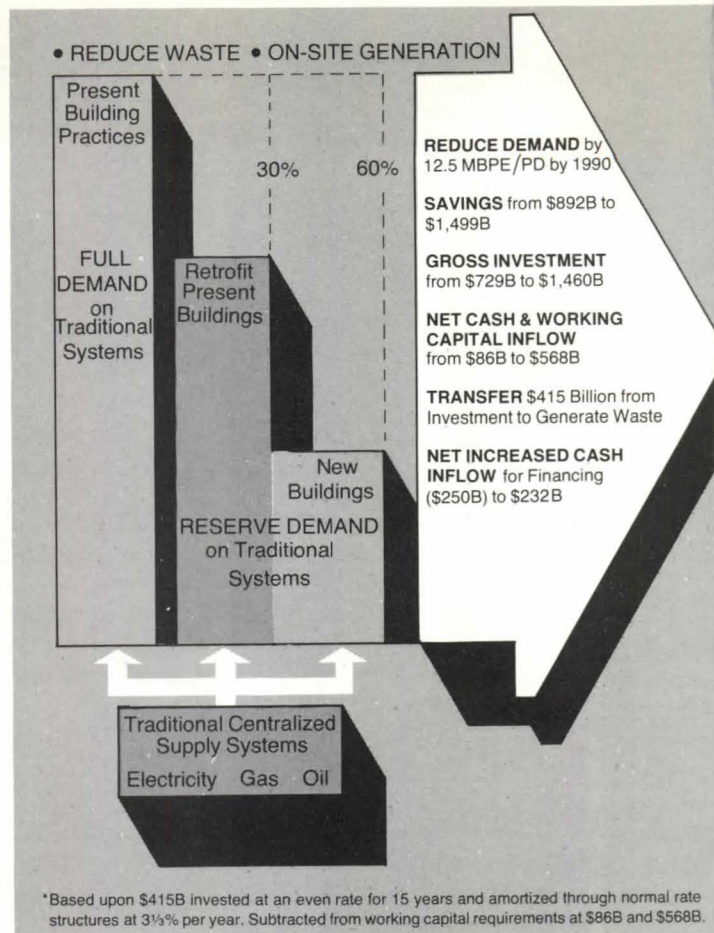 • REDUCE WASTE • ON-SITE GENERATION
Present
Building
Practices
30%
60%
FULL
DEMAND
on
Traditional
Systems
Retrofit
Present
Buildings
New
Buildings
RESERVE DEMAND
on Traditional
Systems
REDUCE DEMAND by
12.5 MBPE/PD by 1990
SAVINGS from $892B to
$1,499B
GROSS INVESTMENT
from $729B to $1,460B
NET CASH & WORKING
CAPITAL INFLOW
from $86B to $568B
TRANSFER $415 Billion from
Investment to Generate Waste
NET INCREASED CASH
INFLOW for Financing
($250B) to $232B
Traditional Centralized
Supply Systems
Electricity Gas Oil
*Based upon $415B invested at an even rate for 15 years and amortized through normal rate
structures at 3⅓% per year. Subtracted from working capital requirements at $86B and $568B.